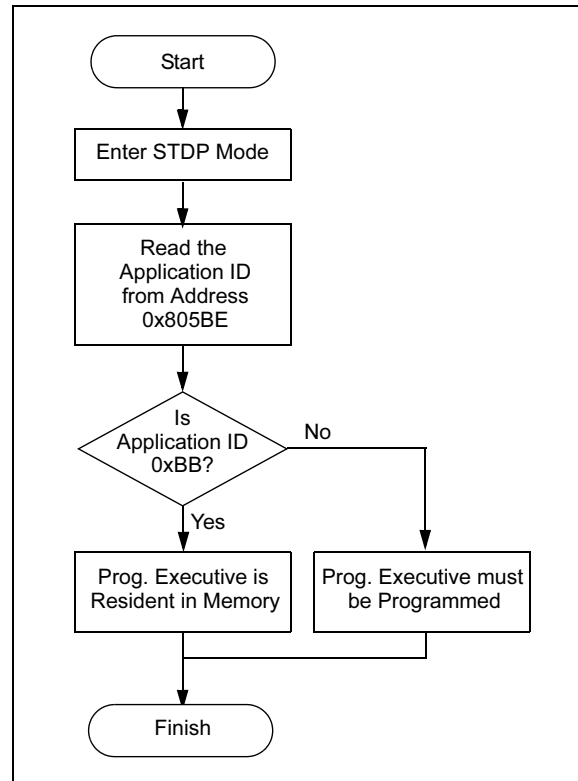 Start
Enter STDP Mode
Read the
Application ID
from Address
0x805BE
Is
Application ID
0xBB?
No
Yes
Prog. Executive is
Resident in Memory
Prog. Executive must
be Programmed
Finish